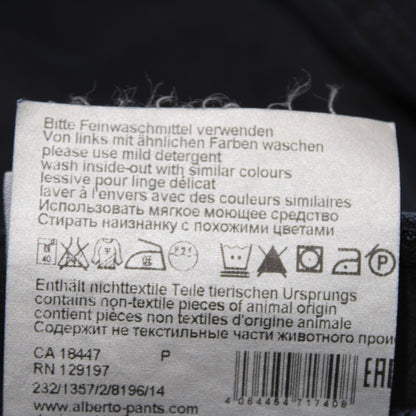 Bitte Feinwaschmittel verwenden
Von links mit ähnlichen Farben waschen
please use mild detergent
wash inside-out with similar colours
lessive pour linge délicat
laver à l'envers avec des couleurs similaires
Использовать мягкое моющее средство
Стирать наизнанку с похожими цветами
40
P
Enthält nichttextile Teile tierischen Ursprungs
contains non-textile pieces of animal origin
contient pièces non textiles d'origine animale
Содержит не текстильные части животного прои
CA 18447 P
RN 129197
232/1357/2/8196/14
www.alberto-pants.com
4 064454 717408
EAC